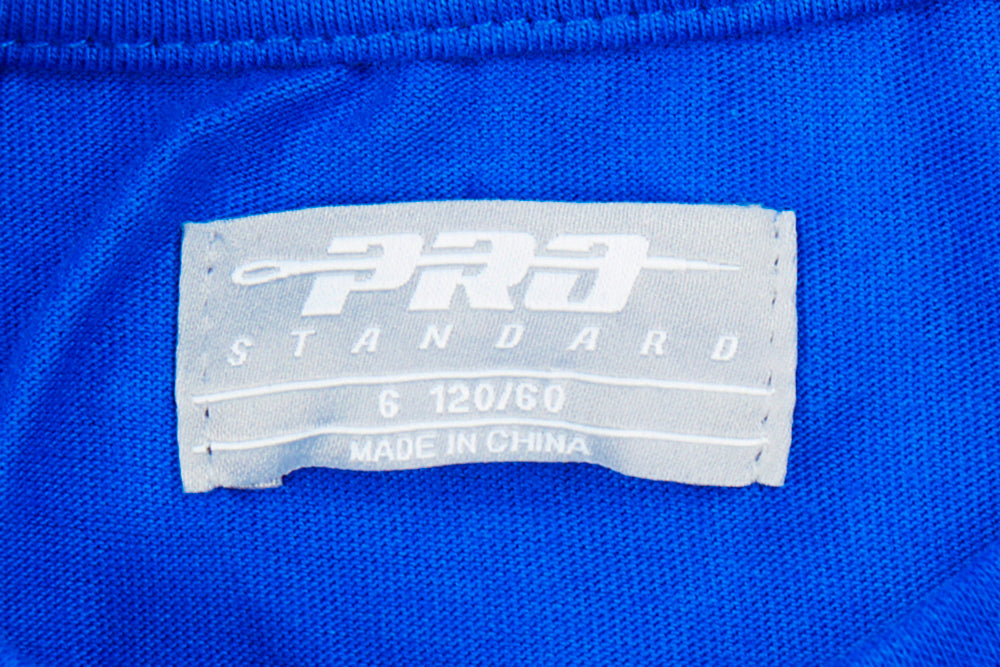 PRO
STANDARD
6 120/60
MADE IN CHINA